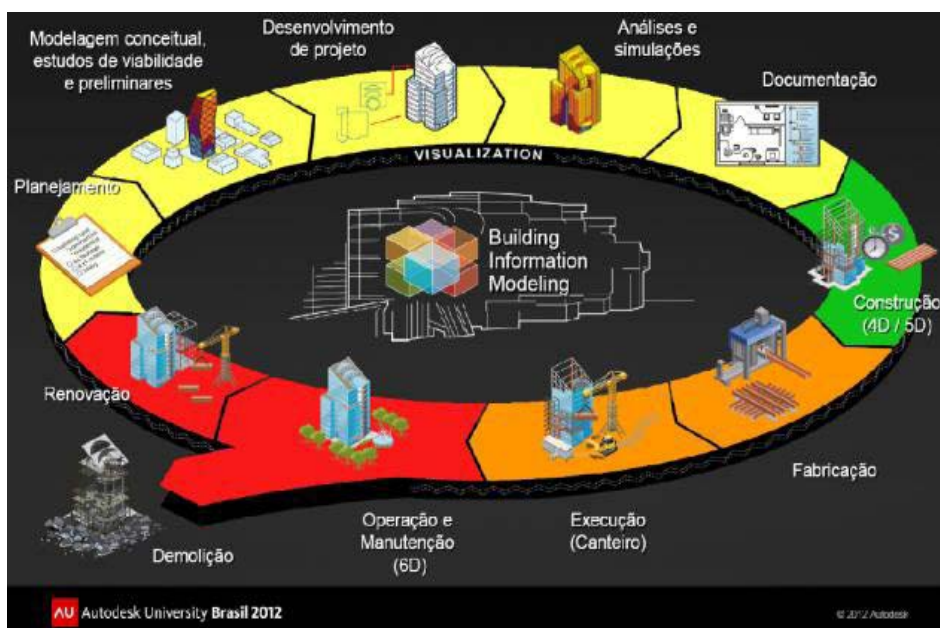 Modelagem conceitual,
estudos de viabilidade
e preliminares
Desenvolvimento
de projeto
Análises e
simulações
Documentação
Planejamento
VISUALIZATION
Building
Information
Modeling
Construção
(4D / 5D)
Renovação
Fabricação
Demolição
Operação e
Manutenção
(6D)
Execução
(Canteiro)
AU Autodesk University Brasil 2012
© 2012 Autodesk